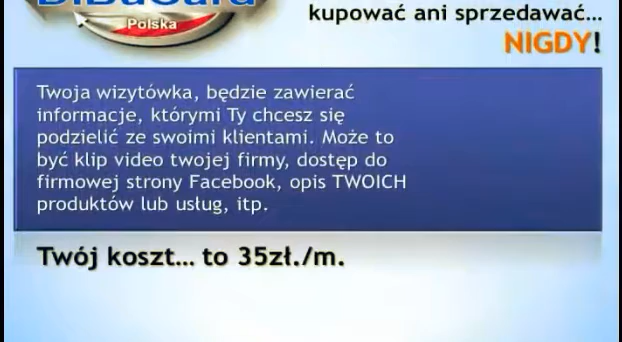 Polska
kupować ani sprzedawać...
NIGDY!
Twoja wizytówka, będzie zawierać
informacje, którymi Ty chcesz się
podzielić ze swoimi klientami. Może to
być klip video twojej firmy, dostęp do
firmowej strony Facebook, opis TWOICH
produktów lub usług, itp.
Twój koszt... to 35zł./m.